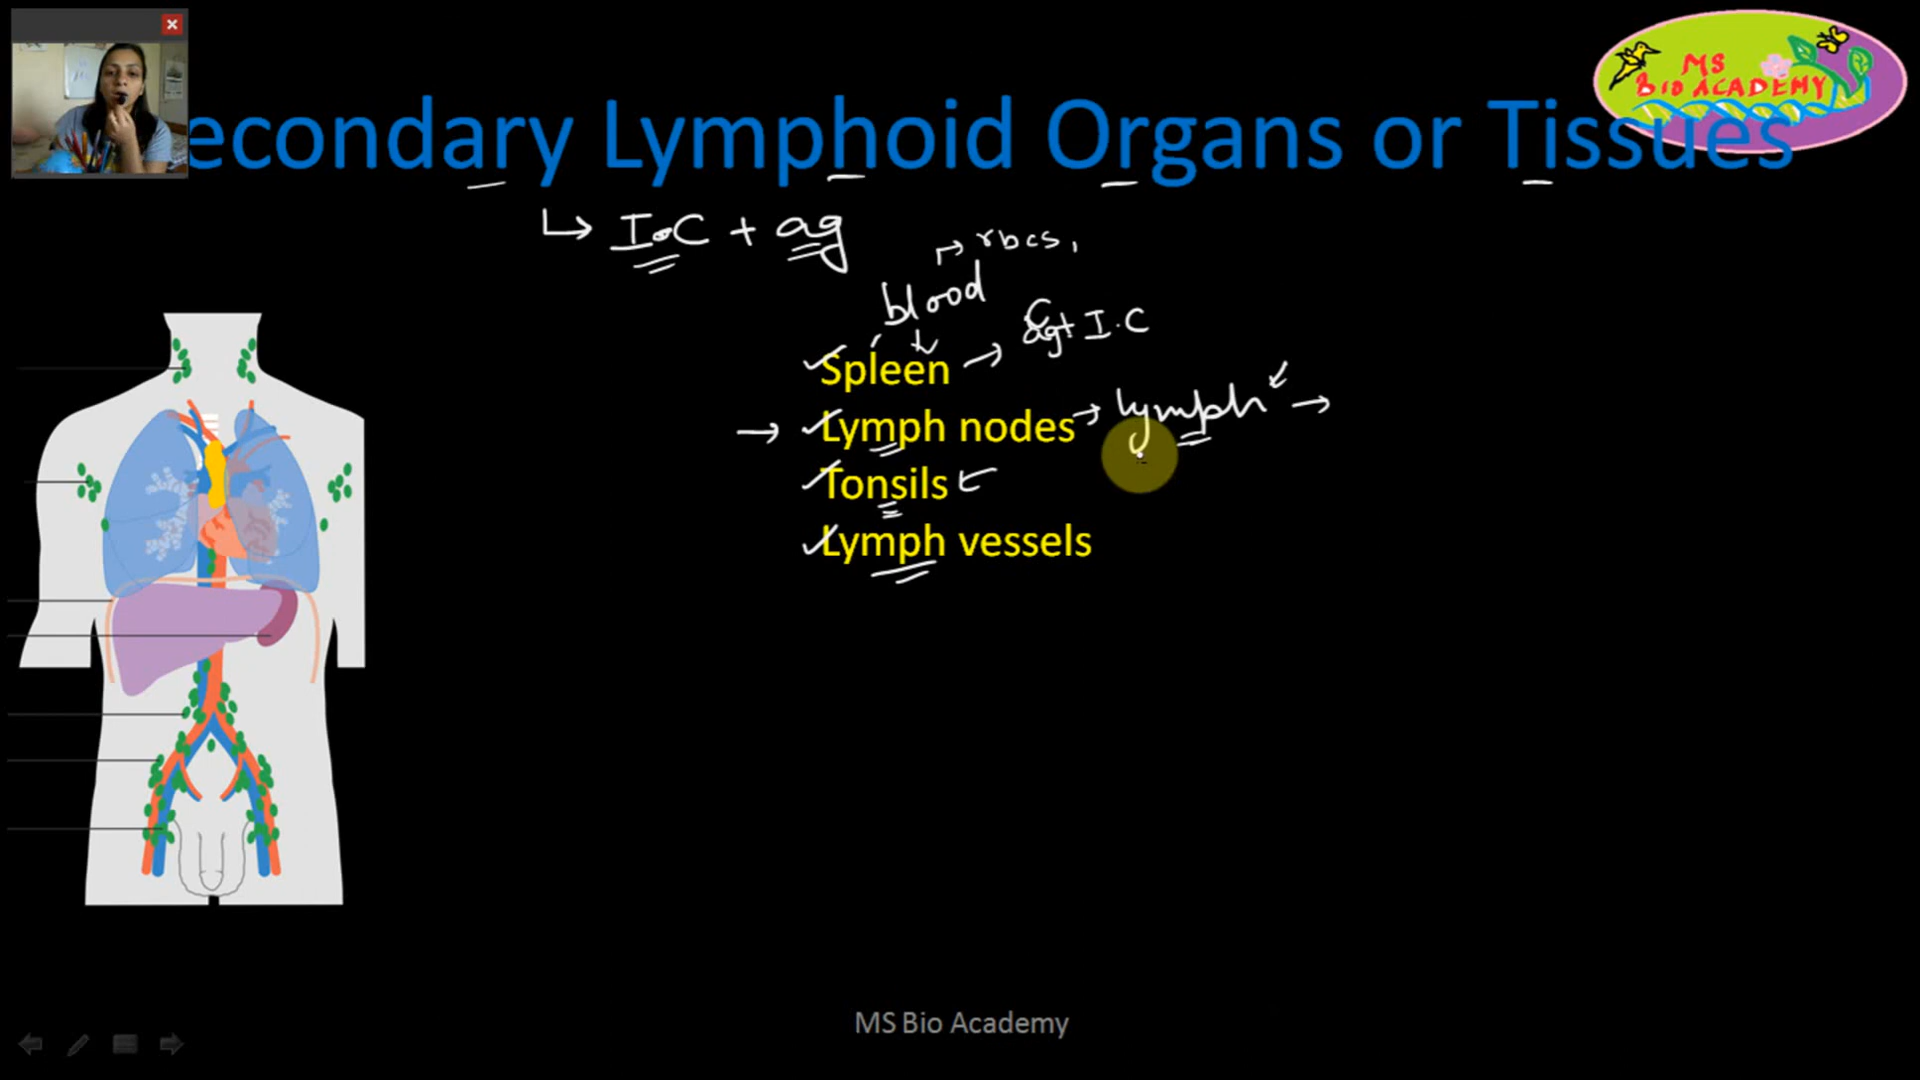 MS
BIO ACADEMY
econdary Lymphoid Organs or Tissues
↳ I.C + ag
→ rbcs,
blood
Spleen → ag + I.C
→ Lymph nodes → lymph →
Tonsils
Lymph vessels
MS Bio Academy